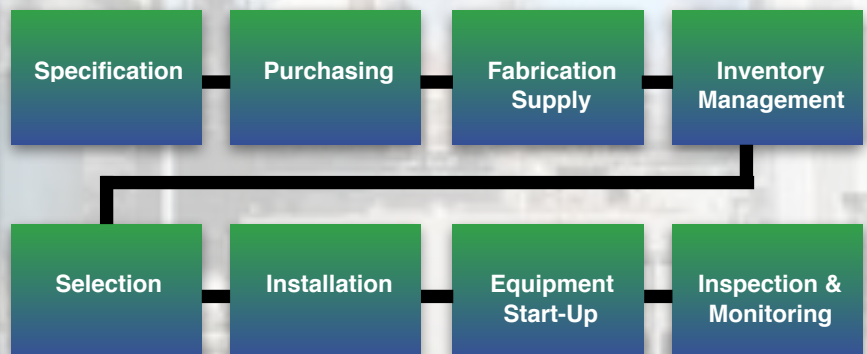 Specification
Purchasing
Fabrication
Supply
Inventory
Management
Selection
Installation
Equipment
Start-Up
Inspection &
Monitoring